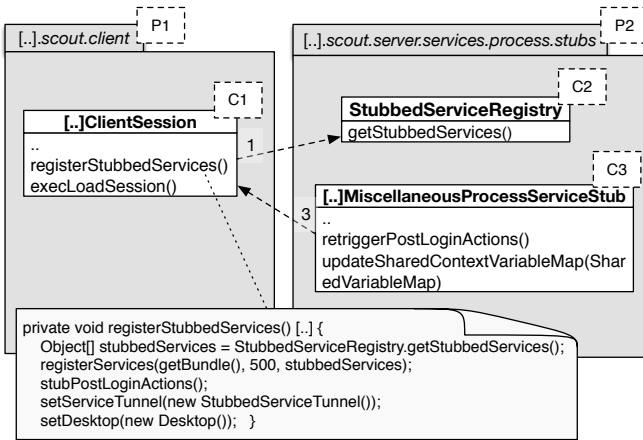 P1
[..].scout.client
P2
[..].scout.server.services.process.stubs
C1
[..]ClientSession
..
registerStubbedServices()
execLoadSession()
1
C2
StubbedServiceRegistry
getStubbedServices()
C3
[..]MiscellaneousProcessServiceStub
..
retriggerPostLoginActions()
updateSharedContextVariableMap(Shar
edVariableMap)
3
private void registerStubbedServices() [..] {
Object[] stubbedServices = StubbedServiceRegistry.getStubbedServices();
registerServices(getBundle(), 500, stubbedServices);
stubPostLoginActions();
setServiceTunnel(new StubbedServiceTunnel());
setDesktop(new Desktop()); }